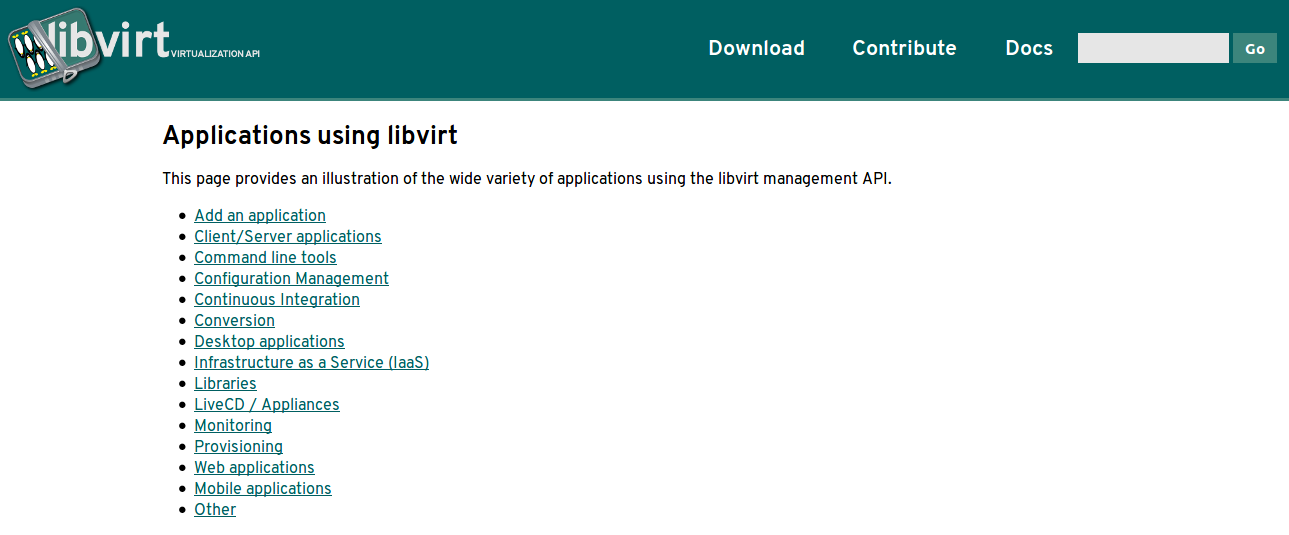 libvirt VIRTUALIZATION API
Download Contribute Docs Go
Applications using libvirt
This page provides an illustration of the wide variety of applications using the libvirt management API.
Add an application
Client/Server applications
Command line tools
Configuration Management
Continuous Integration
Conversion
Desktop applications
Infrastructure as a Service (IaaS)
Libraries
LiveCD / Appliances
Monitoring
Provisioning
Web applications
Mobile applications
Other